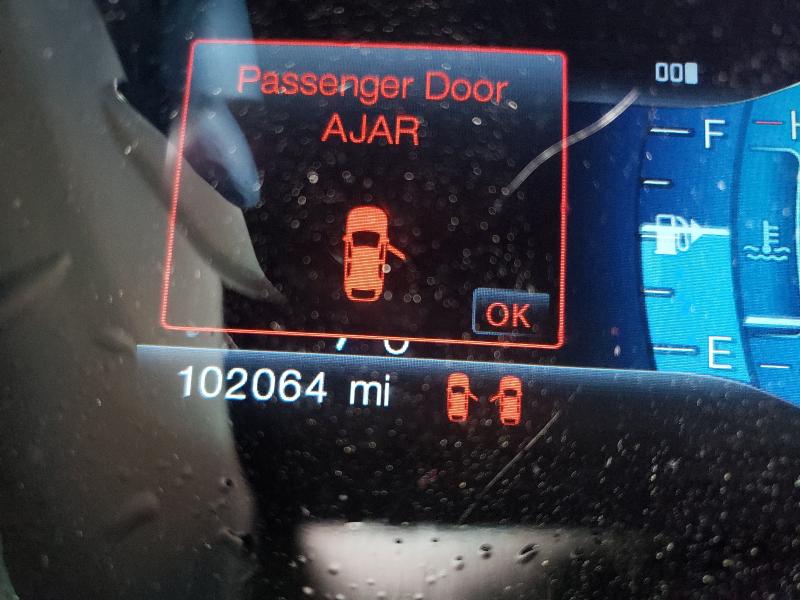 Passenger Door
AJAR
F
H
OK
E
102064 mi